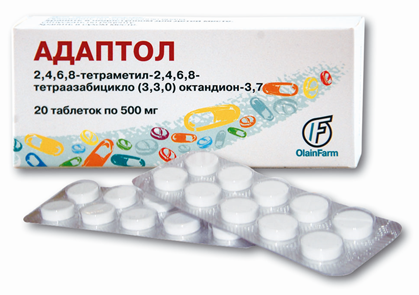 АДАПТОЛ
2,4,6,8-тетраметил-2,4,6,8-
тетраазабицикло (3,3,0) октандион-3,7
20 таблеток по 500 мг
OlainFarm